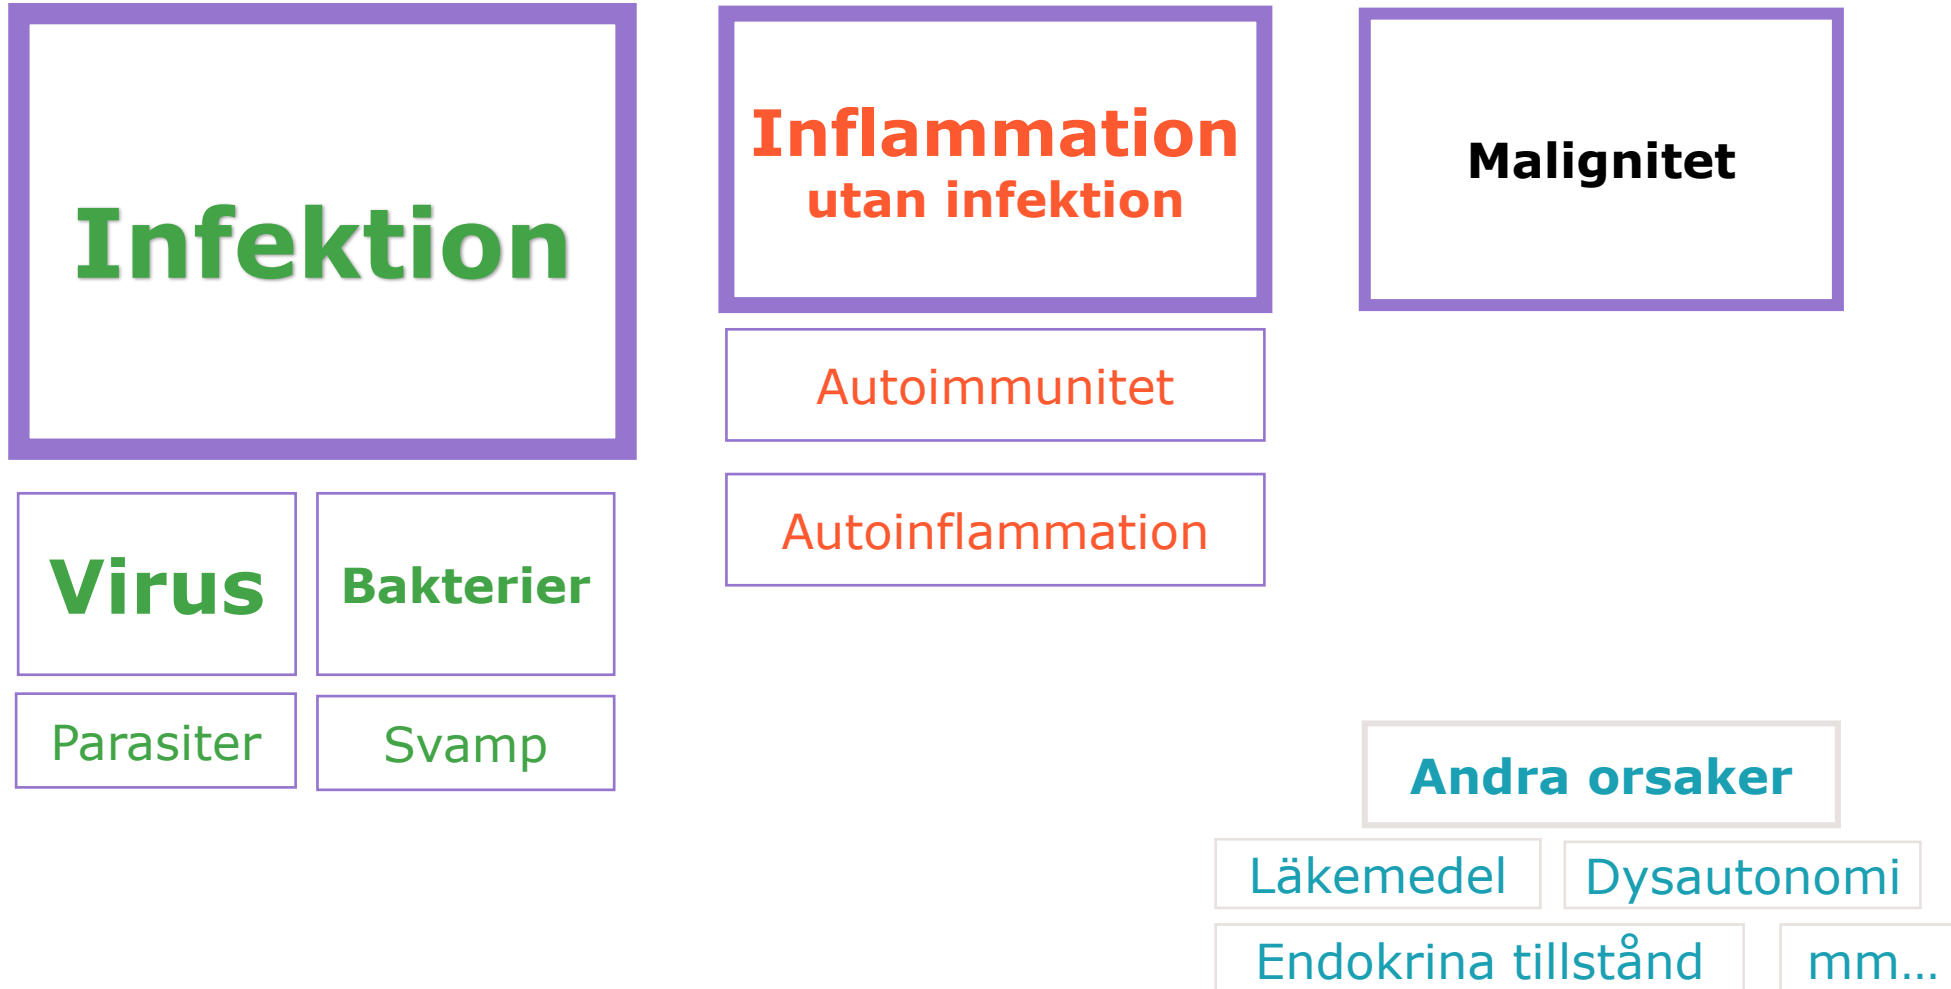 Infektion
Virus
Bakterier
Parasiter
Svamp
Inflammation
utan infektion
Autoimmunitet
Autoinflammation
Malignitet
Andra orsaker
Läkemedel
Dysautonomi
Endokrina tillstånd
mm...